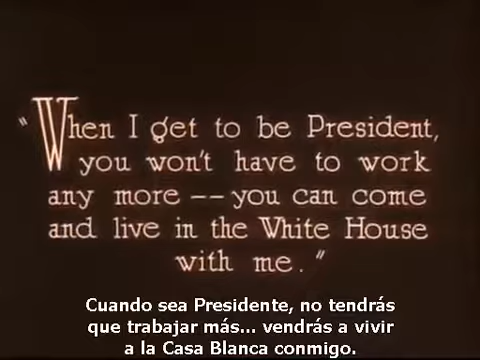 "When I get to be President,
you won't have to work
any more -- you can come
and live in the White House
with me."
Cuando sea Presidente, no tendrás
que trabajar más... vendrás a vivir
a la Casa Blanca conmigo.